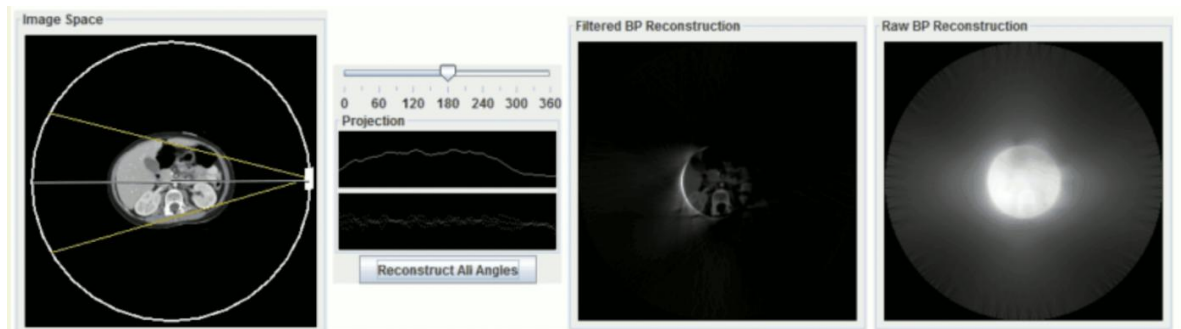 Image Space
0 60 120 180 240 300 360
Projection
Reconstruct All Angles
Filtered BP Reconstruction
Raw BP Reconstruction